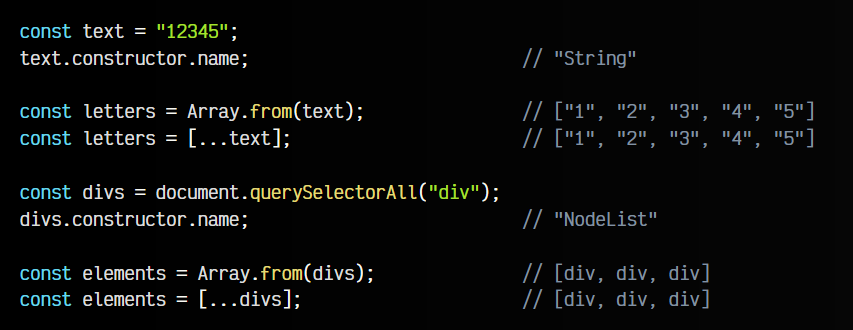 const text = "12345";
text.constructor.name; // "String"
const letters = Array.from(text); // ["1", "2", "3", "4", "5"]
const letters = [...text]; // ["1", "2", "3", "4", "5"]
const divs = document.querySelectorAll("div");
divs.constructor.name; // "NodeList"
const elements = Array.from(divs); // [div, div, div]
const elements = [...divs]; // [div, div, div]